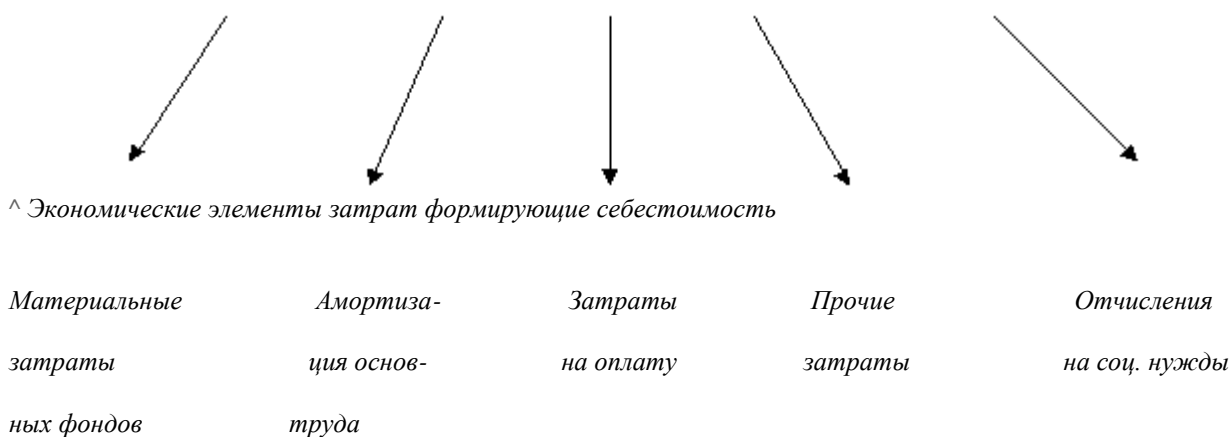 ^ Экономические элементы затрат формирующие себестоимость
Материальные Амортиза- Затраты Прочие Отчисления
затраты ция основ- на оплату затраты на соц. нужды
ных фондов труда